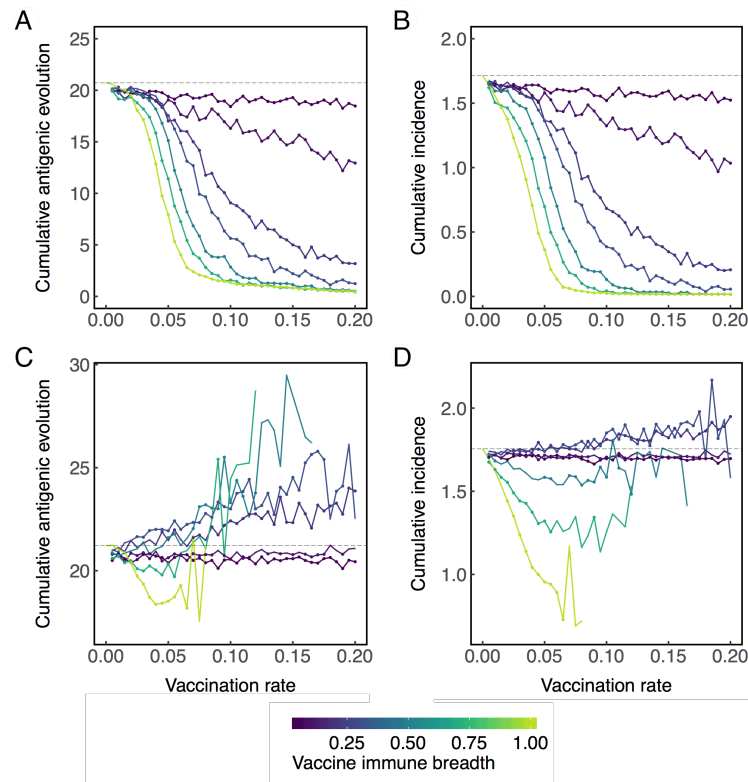 A
B
25
20
15
10
5
0
Cumulative antigenic evolution
0.00 0.05 0.10 0.15 0.20
2.0
1.5
1.0
0.5
0.0
Cumulative incidence
0.00 0.05 0.10 0.15 0.20
C
D
30
25
20
Cumulative antigenic evolution
0.00 0.05 0.10 0.15 0.20
Vaccination rate
2.0
1.5
1.0
Cumulative incidence
0.00 0.05 0.10 0.15 0.20
Vaccination rate
0.25 0.50 0.75 1.00
Vaccine immune breadth